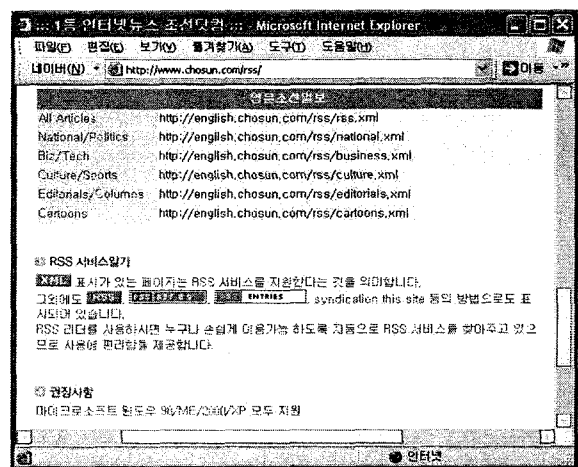 ::: 1등 인터넷뉴스 조선닷컴 ::: - Microsoft Internet Explorer
파일(F) 편집(E) 보기(V) 즐겨찾기(A) 도구(T) 도움말(H)
네이버(N) http://www.chosun.com/rss/ 이동
영문조선일보
All Articles http://english.chosun.com/rss/rss.xml
National/Politics http://english.chosun.com/rss/national.xml
Biz/Tech http://english.chosun.com/rss/business.xml
Culture/Sports http://english.chosun.com/rss/culture.xml
Editorials/Columns http://english.chosun.com/rss/editorials.xml
Cartoons http://english.chosun.com/rss/cartoons.xml
RSS 서비스알기
XML 표시가 있는 페이지는 RSS 서비스를 지원한다는 것을 의미합니다.
그외에도 ENTRIES syndication this site 등의 방법으로도 표
시되어 있습니다.
RSS 리더를 사용하시면 누구나 손쉽게 이용가능 하도록 자동으로 RSS 서비스를 찾아주고 있으
므로 사용에 편리함을 제공합니다.
권장사항
마이크로소프트 윈도우 98/ME/2000/XP 모두 지원
인터넷